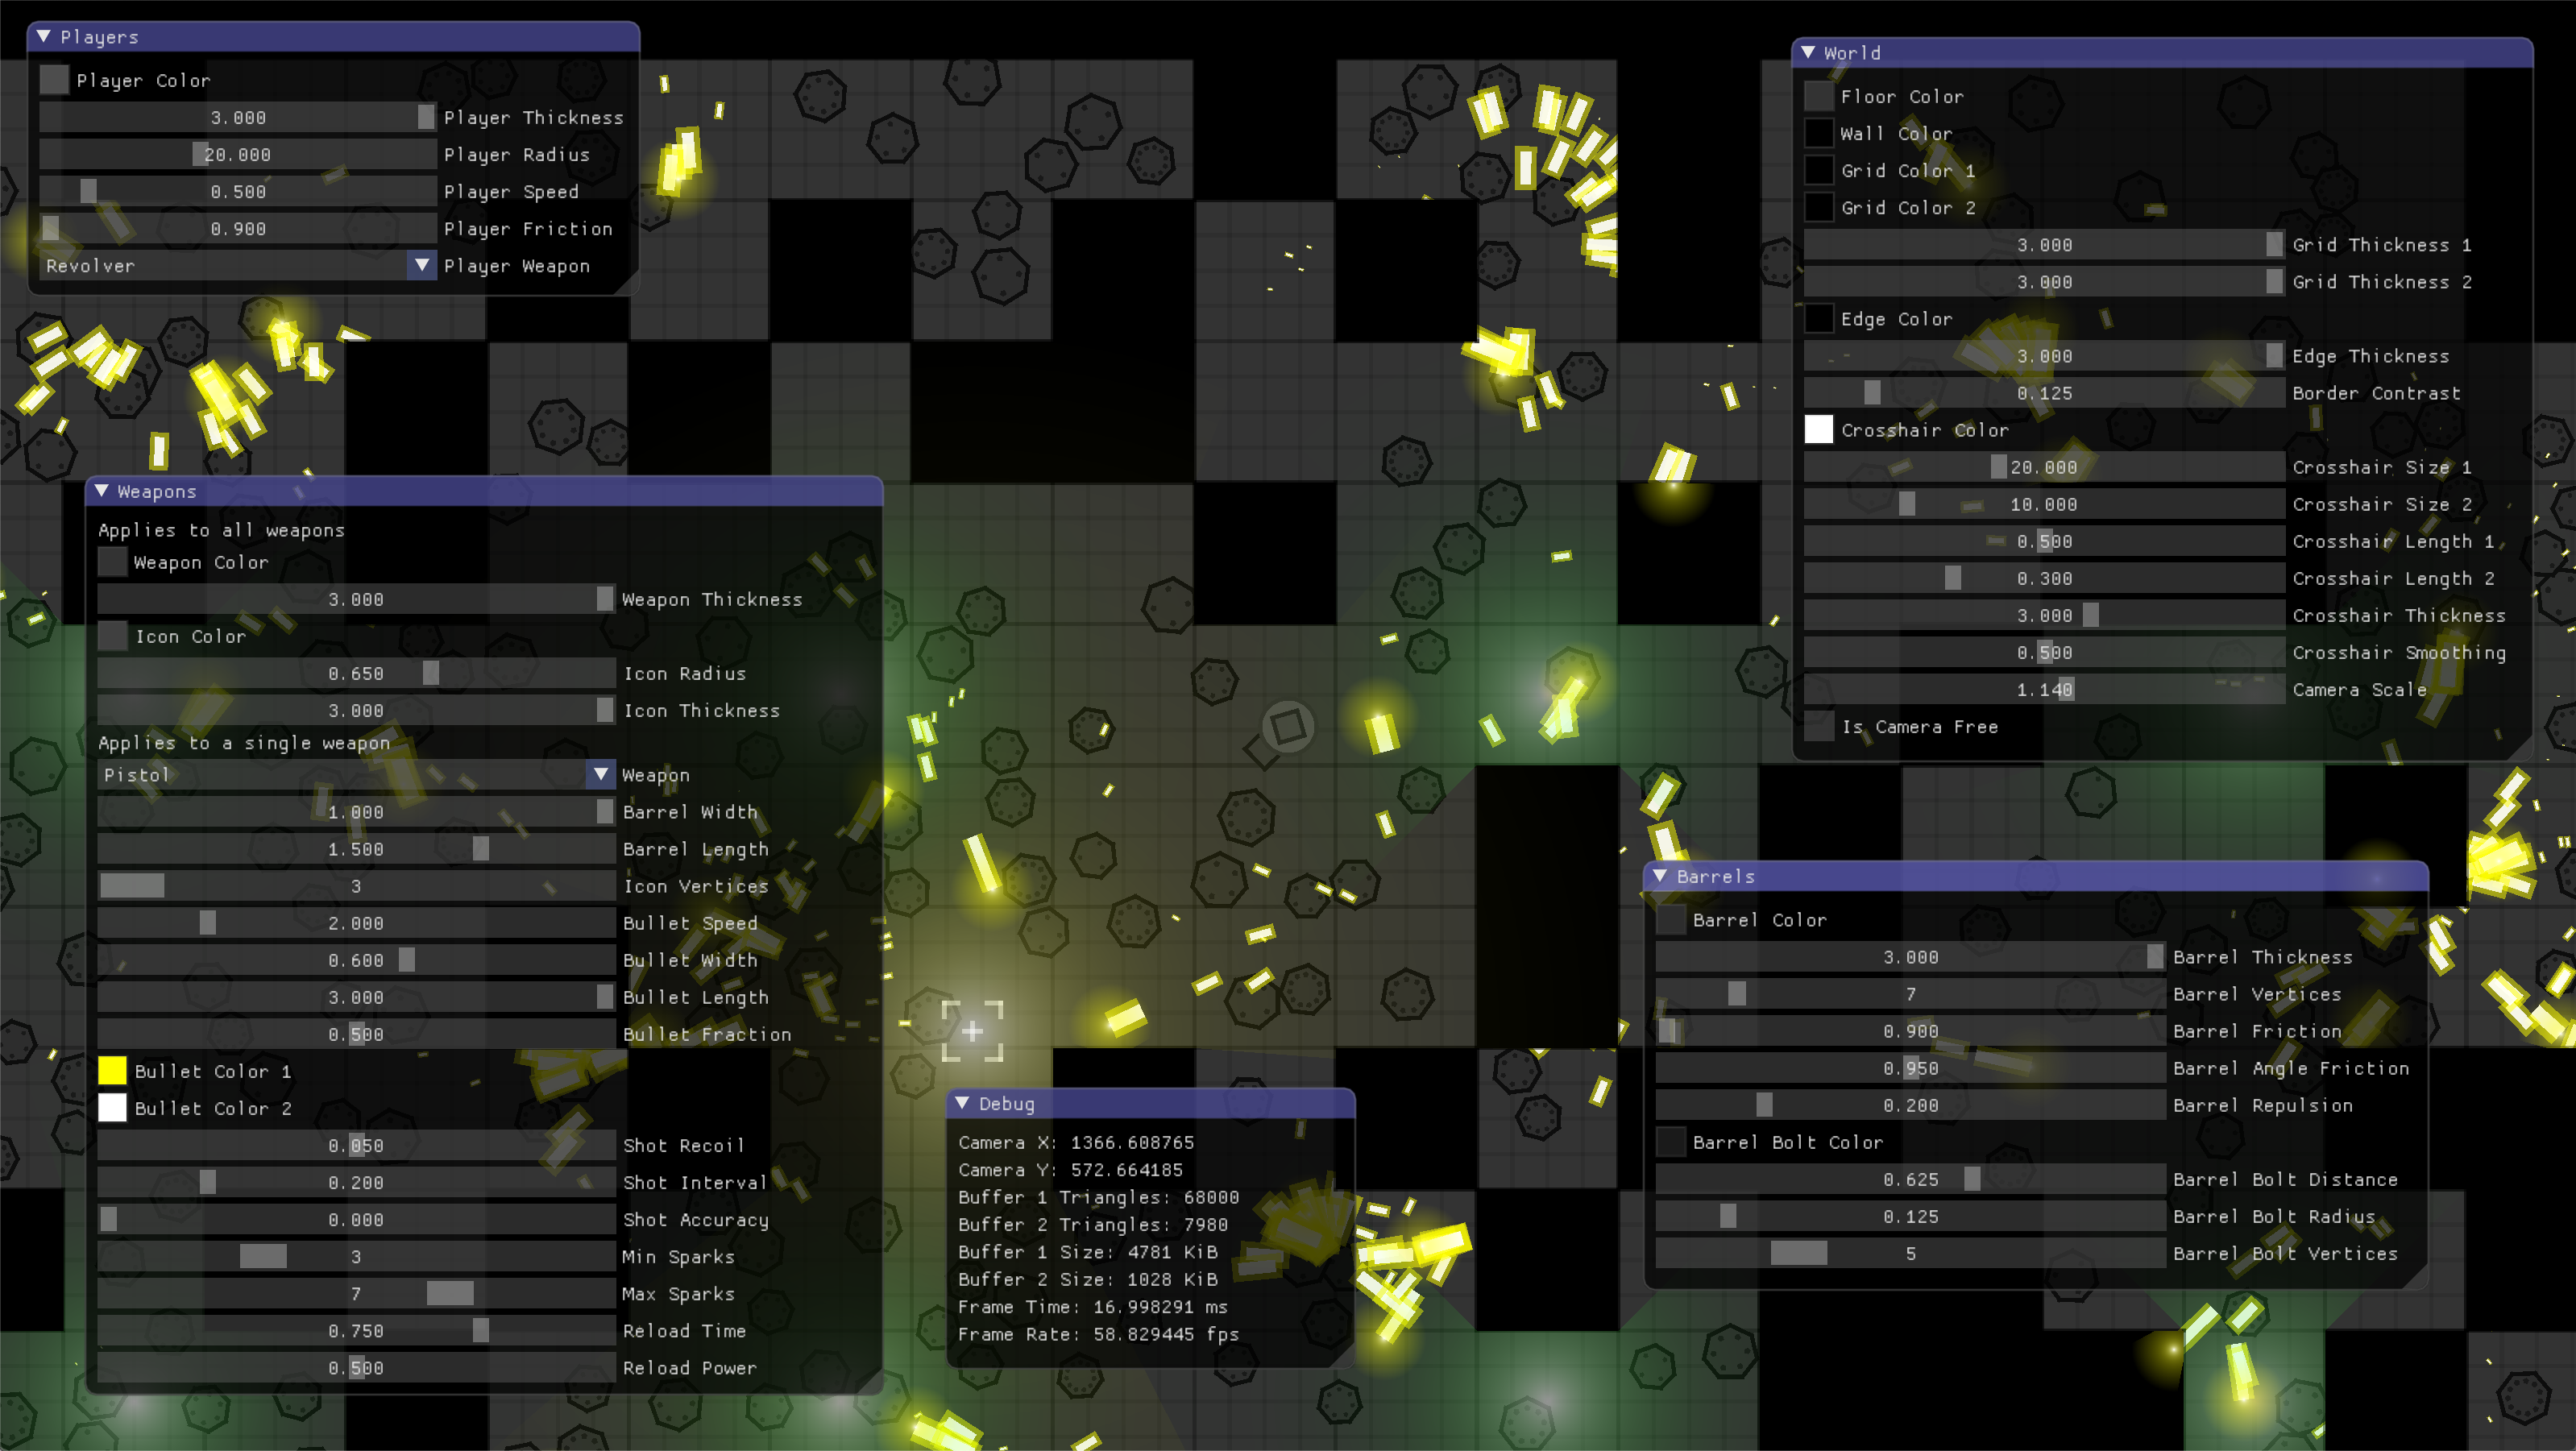 Players
Player Color
3.000 Player Thickness
20.000 Player Radius
0.500 Player Speed
0.900 Player Friction
Revolver Player Weapon
Weapons
Applies to all weapons
Weapon Color
3.000 Weapon Thickness
Icon Color
0.650 Icon Radius
3.000 Icon Thickness
Applies to a single weapon
Pistol Weapon
1.000 Barrel Width
1.500 Barrel Length
3 Icon Vertices
2.000 Bullet Speed
0.600 Bullet Width
3.000 Bullet Length
0.500 Bullet Fraction
Bullet Color 1
Bullet Color 2
0.050 Shot Recoil
0.200 Shot Interval
0.000 Shot Accuracy
3 Min Sparks
7 Max Sparks
0.750 Reload Time
0.500 Reload Power
Debug
Camera X: 1366.608765
Camera Y: 572.664185
Buffer 1 Triangles: 68000
Buffer 2 Triangles: 7980
Buffer 1 Size: 4781 KiB
Buffer 2 Size: 1028 KiB
Frame Time: 16.998291 ms
Frame Rate: 58.829445 fps
World
Floor Color
Wall Color
Grid Color 1
Grid Color 2
3.000 Grid Thickness 1
3.000 Grid Thickness 2
Edge Color
3.000 Edge Thickness
0.125 Border Contrast
Crosshair Color
20.000 Crosshair Size 1
10.000 Crosshair Size 2
0.500 Crosshair Length 1
0.300 Crosshair Length 2
3.000 Crosshair Thickness
0.500 Crosshair Smoothing
1.140 Camera Scale
Is Camera Free
Barrels
Barrel Color
3.000 Barrel Thickness
7 Barrel Vertices
0.900 Barrel Friction
0.950 Barrel Angle Friction
0.200 Barrel Repulsion
Barrel Bolt Color
0.625 Barrel Bolt Distance
0.125 Barrel Bolt Radius
5 Barrel Bolt Vertices